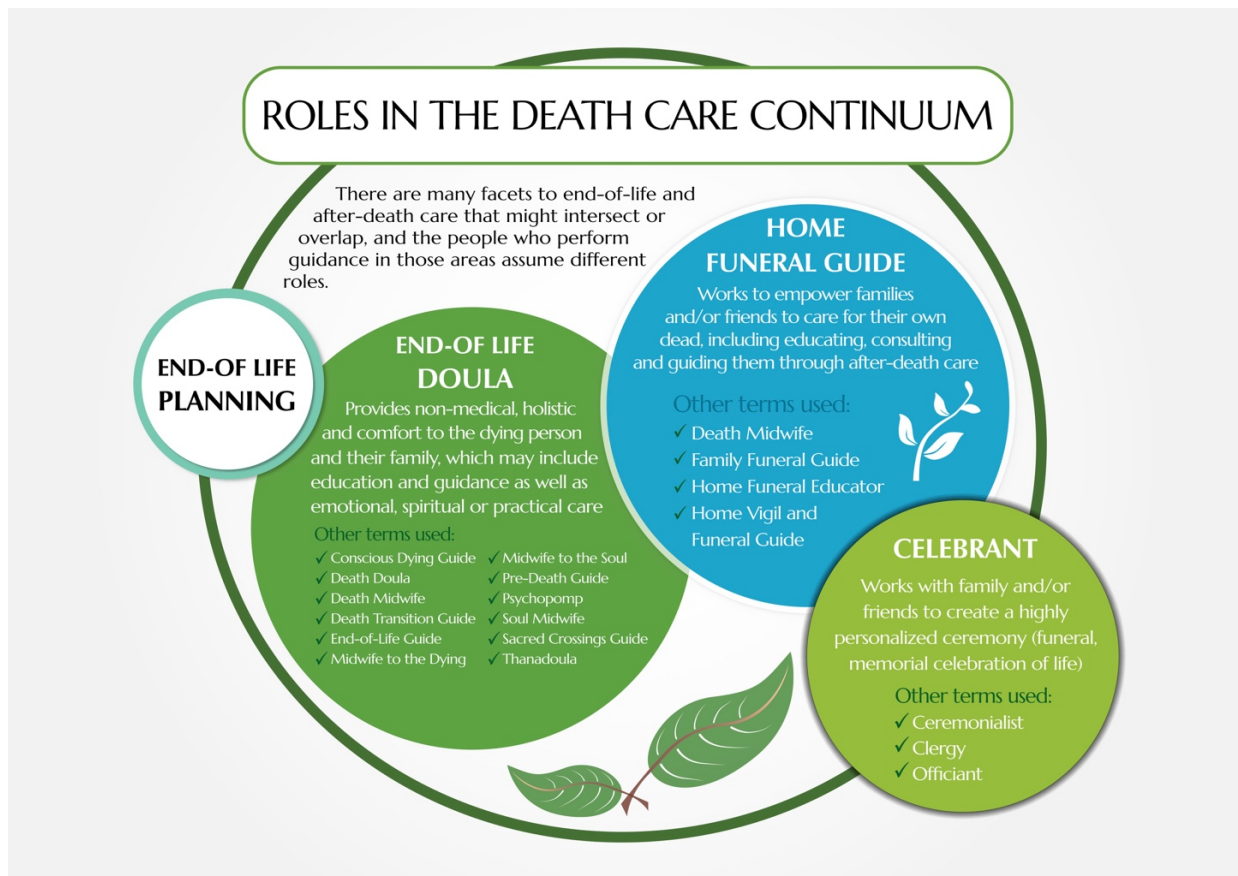 ROLES IN THE DEATH CARE CONTINUUM
There are many facets to end-of-life and
after-death care that might intersect or
overlap, and the people who perform
guidance in those areas assume different
roles.
END-OF LIFE
PLANNING
END-OF LIFE
DOULA
Provides non-medical, holistic
and comfort to the dying person
and their family, which may include
education and guidance as well as
emotional, spiritual or practical care
Other terms used:
✓ Conscious Dying Guide
✓ Death Doula
✓ Death Midwife
✓ Death Transition Guide
✓ End-of-Life Guide
✓ Midwife to the Dying
✓ Midwife to the Soul
✓ Pre-Death Guide
✓ Psychopomp
✓ Soul Midwife
✓ Sacred Crossings Guide
✓ Thanadoula
HOME
FUNERAL GUIDE
Works to empower families
and/or friends to care for their own
dead, including educating, consulting
and guiding them through after-death care
Other terms used:
✓ Death Midwife
✓ Family Funeral Guide
✓ Home Funeral Educator
✓ Home Vigil and
Funeral Guide
CELEBRANT
Works with family and/or
friends to create a highly
personalized ceremony (funeral,
memorial celebration of life)
Other terms used:
✓ Ceremonialist
✓ Clergy
✓ Officiant